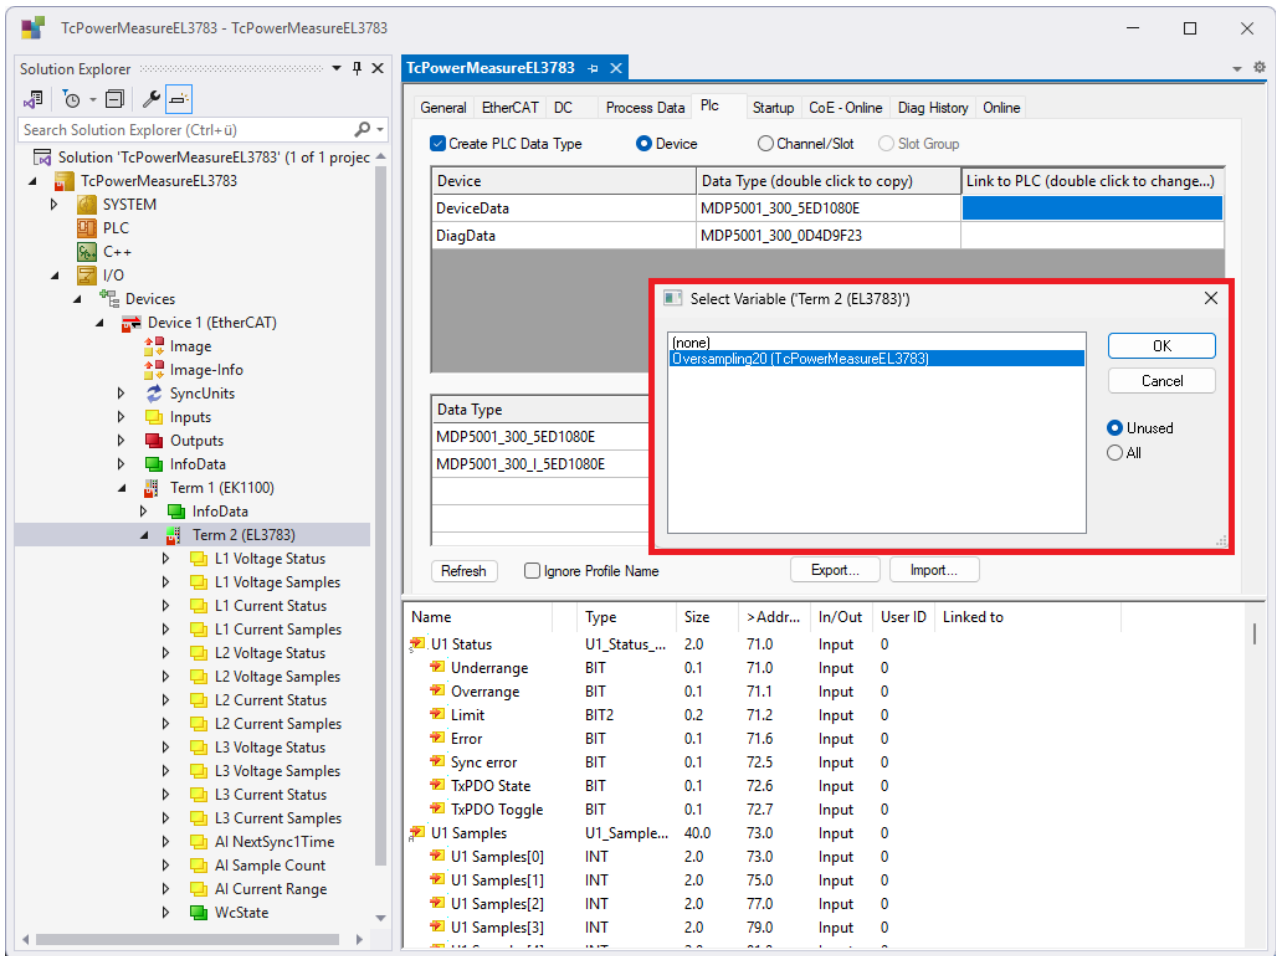 TcPowerMeasureEL3783 - TcPowerMeasureEL3783
Solution Explorer
Search Solution Explorer (Ctrl+ü)
Solution 'TcPowerMeasureEL3783' (1 of 1 projec
TcPowerMeasureEL3783
SYSTEM
PLC
C++
I/O
Devices
Device 1 (EtherCAT)
Image
Image-Info
SyncUnits
Inputs
Outputs
InfoData
Term 1 (EK1100)
InfoData
Term 2 (EL3783)
L1 Voltage Status
L1 Voltage Samples
L1 Current Status
L1 Current Samples
L2 Voltage Status
L2 Voltage Samples
L2 Current Status
L2 Current Samples
L3 Voltage Status
L3 Voltage Samples
L3 Current Status
L3 Current Samples
AI NextSync1Time
AI Sample Count
AI Current Range
WcState
TcPowerMeasureEL3783
General EtherCAT DC Process Data Plc Startup CoE - Online Diag History Online
Create PLC Data Type Device Channel/Slot Slot Group
Device Data Type (double click to copy) Link to PLC (double click to change...)
DeviceData MDP5001_300_5ED1080E
DiagData MDP5001_300_0D4D9F23
Select Variable ('Term 2 (EL3783)')
(none)
Oversampling20 (TcPowerMeasureEL3783)
OK
Cancel
Unused
All
Data Type
MDP5001_300_5ED1080E
MDP5001_300_I_5ED1080E
Refresh Ignore Profile Name Export... Import...
Name Type Size >Addr... In/Out User ID Linked to
U1 Status U1_Status_... 2.0 71.0 Input 0
Underrange BIT 0.1 71.0 Input 0
Overrange BIT 0.1 71.1 Input 0
Limit BIT2 0.2 71.2 Input 0
Error BIT 0.1 71.6 Input 0
Sync error BIT 0.1 72.5 Input 0
TxPDO State BIT 0.1 72.6 Input 0
TxPDO Toggle BIT 0.1 72.7 Input 0
U1 Samples U1_Sample... 40.0 73.0 Input 0
U1 Samples[0] INT 2.0 73.0 Input 0
U1 Samples[1] INT 2.0 75.0 Input 0
U1 Samples[2] INT 2.0 77.0 Input 0
U1 Samples[3] INT 2.0 79.0 Input 0